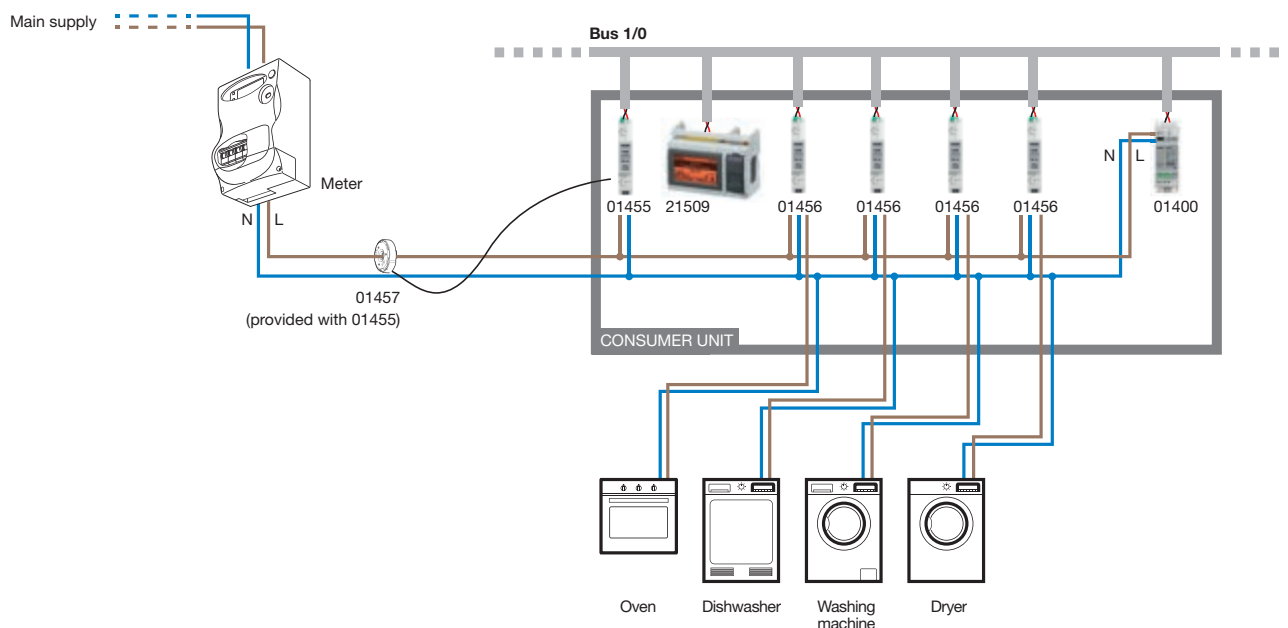 Main supply
Bus 1/0
Meter
N L
N L
01455 21509 01456 01456 01456 01456 01400
01457
(provided with 01455)
CONSUMER UNIT
Oven Dishwasher Washing Dryer
machine